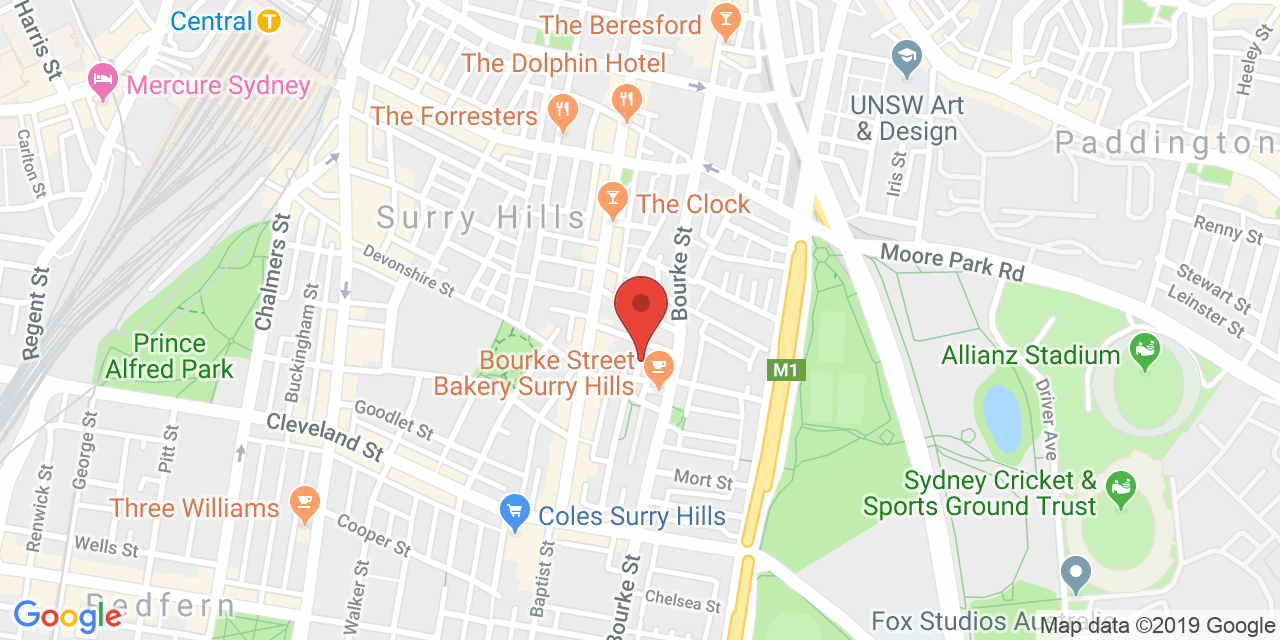 Central T
The Beresford
Harris St
Mercure Sydney
The Dolphin Hotel
The Forresters
UNSW Art
& Design
Heeley St
Paddington
Carlton St
Iris St
Surry Hills
The Clock
Renny St
Chalmers St
Devonshire St
Bourke St
Moore Park Rd
Stewart St
Leinster St
Regent St
Buckingham St
Prince
Alfred Park
Bourke Street
Bakery Surry Hills
M1
Allianz Stadium
Driver Ave
Goodlet St
Cleveland St
George St
Pitt St
Mort St
Sydney Cricket &
Sports Ground Trust
Renwick St
Three Williams
Cooper St
Coles Surry Hills
Wells St
Walker St
Baptist St
Bourke St
Chelsea St
Redfern
Fox Studios Australia
Google
Map data ©2019 Google